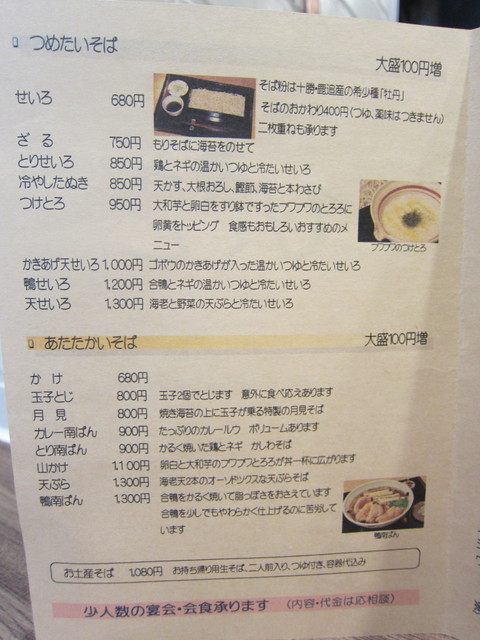 つめたいそば
大盛100円増
せいろ 680円 そば粉は十勝・鹿沼産の希少種「牡丹」
そばのおかわり400円(つゆ、薬味はつきません)
二枚重ねも承ります
ざる 750円 もりそばに海苔をのせて
とりせいろ 850円 鶏とネギの温かいつゆと冷たいせいろ
冷やしたぬき 850円 天かす、大根おろし、鰹節、海苔と本わさび
つけとろ 950円 大和芋と卵白をすり鉢ですったフワフワのとろろに
卵黄をトッピング 食感もおもしろいおすすめのメ
ニュー
フワフワのつけとろ
かきあげ天せいろ 1,000円 ゴボウのかきあげが入った温かいつゆと冷たいせいろ
鴨せいろ 1,200円 合鴨とネギの温かいつゆと冷たいせいろ
天せいろ 1,300円 海老と野菜の天ぷらと冷たいせいろ
あたたかいそば 大盛100円増
かけ 680円
玉子とじ 800円 玉子2個でとじます 意外に食べ応えあります
月見 800円 焼き海苔の上に玉子が乗る特製の月見そば
カレー南ばん 900円 たっぷりのカレールウ ボリュームあります
とり南ばん 900円 かるく焼いた鶏とネギ かしわそば
山かけ 1,100円 卵白と大和芋のフワフワとろろが丼一杯に広がります
天ぷら 1,300円 海老天2本のオーソドックスな天ぷらそば
鴨南ばん 1,300円 合鴨をかるく焼いて脂っぽさをおさえています
合鴨を少しでもやわらかく仕上げるのに苦労して
います
鴨南ばん
お土産そば 1,080円 お持ち帰り用生そば、二人前入り、つゆ付き、容器代込み
少人数の宴会・会食承ります (内容・代金は応相談)